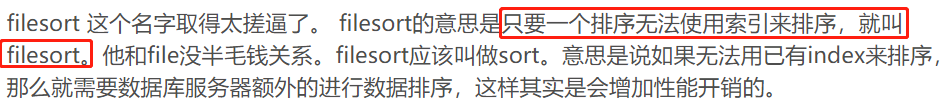 filesort 这个名字取得太搓逼了。 filesort的意思是只要一个排序无法使用索引来排序，就叫
filesort。他和file没半毛钱关系。filesort应该叫做sort。意思是说如果无法用已有index来排序，
那么就需要数据库服务器额外的进行数据排序，这样其实是会增加性能开销的。